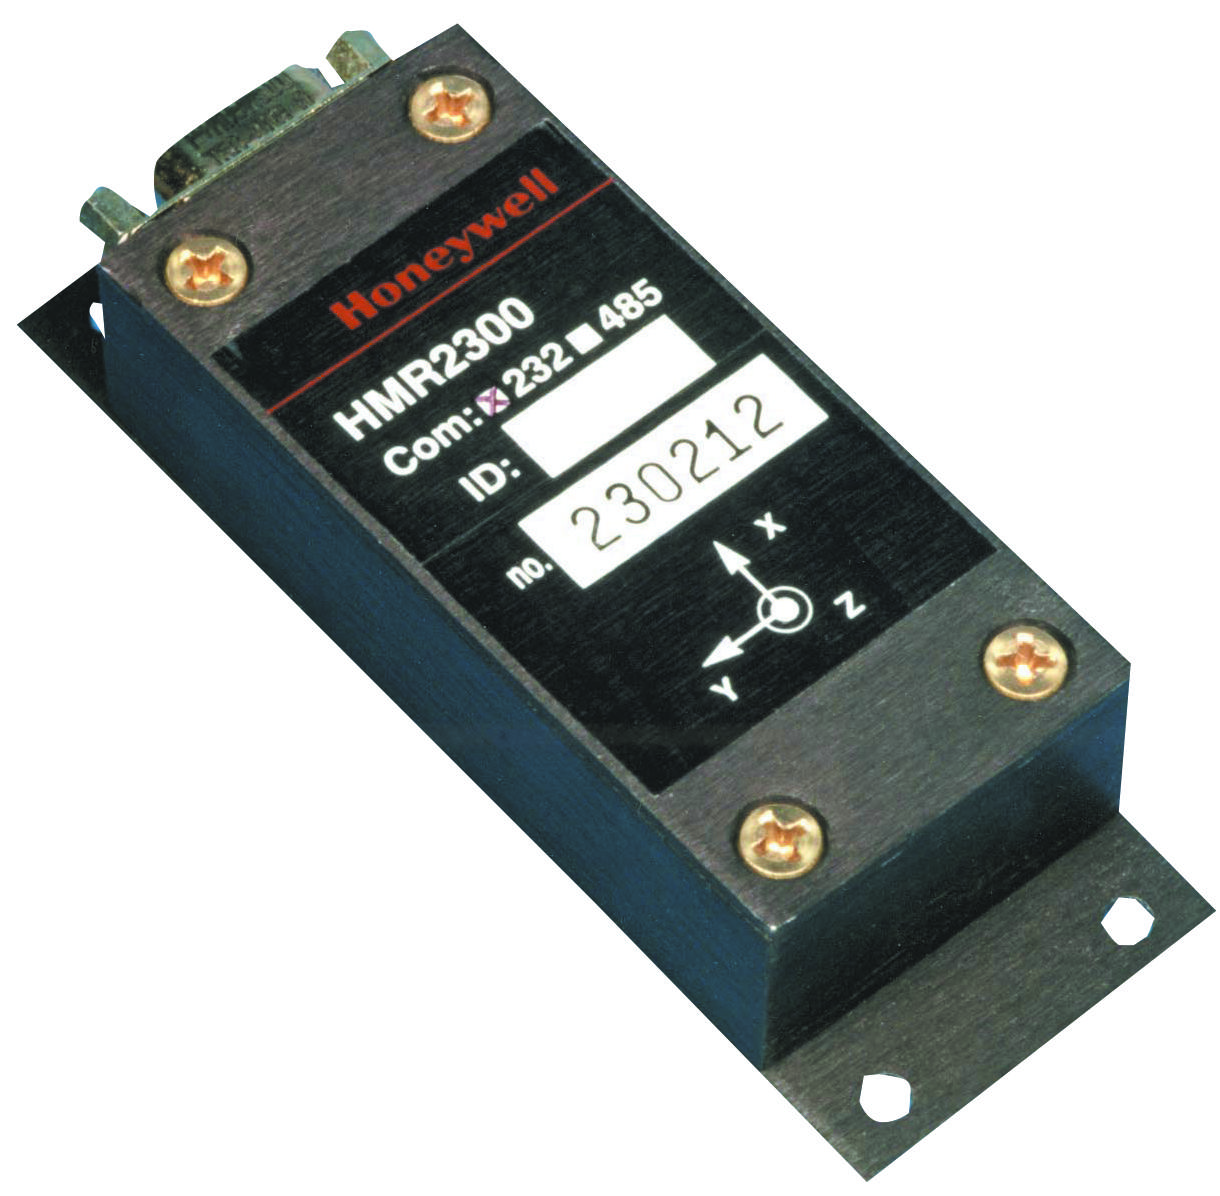 Honeywell
HMR2300
Com: 232 485
ID:
no. 230212
X
Z
Y